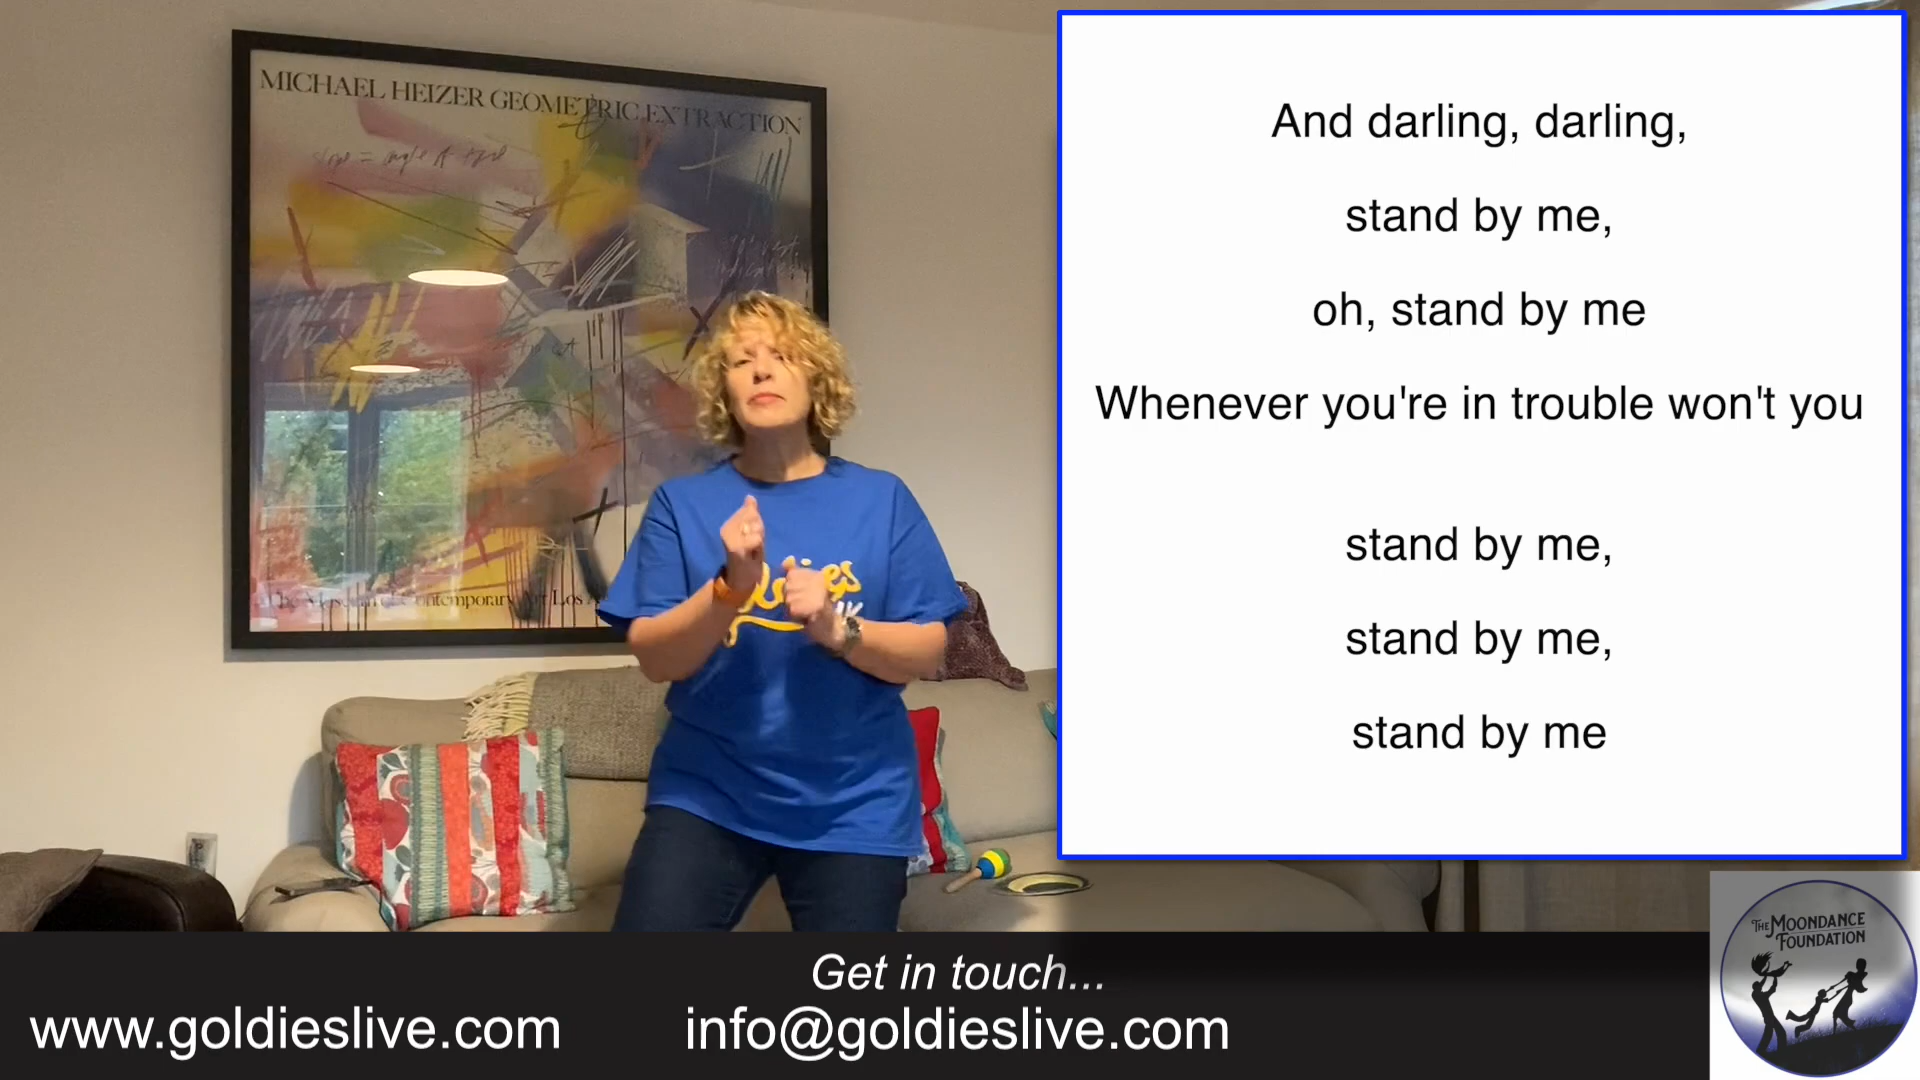 MICHAEL HEIZER GEOMETRIC EXTRACTION
And darling, darling,
stand by me,
oh, stand by me
Whenever you're in trouble won't you
stand by me,
stand by me,
stand by me
Get in touch...
www.goldieslive.com
info@goldieslive.com
THE MOONDANCE
FOUNDATION